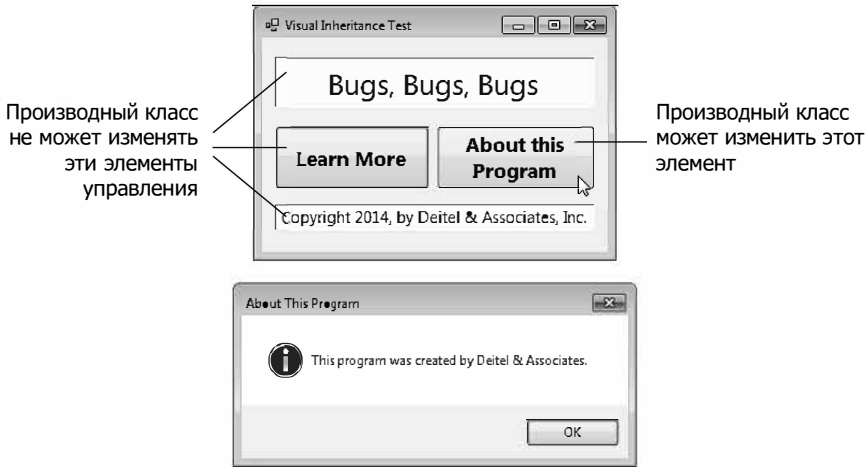 Visual Inheritance Test
Bugs, Bugs, Bugs
Производный класс
не может изменять
эти элементы
управления
Learn More
About this
Program
Производный класс
может изменить этот
элемент
Copyright 2014, by Deitel & Associates, Inc.
About This Program
This program was created by Deitel & Associates.
OK